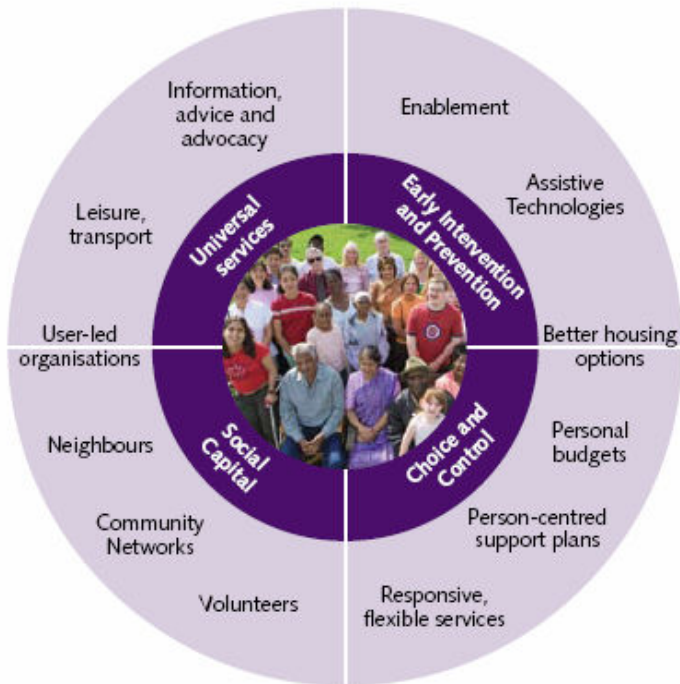 Information,
advice and
advocacy
Leisure,
transport
User-led
organisations
Universal
services
Enablement
Assistive
Technologies
Better housing
options
Early Intervention
and Prevention
Neighbours
Community
Networks
Volunteers
Social
Capital
Personal
budgets
Person-centred
support plans
Responsive,
flexible services
Choice and
Control